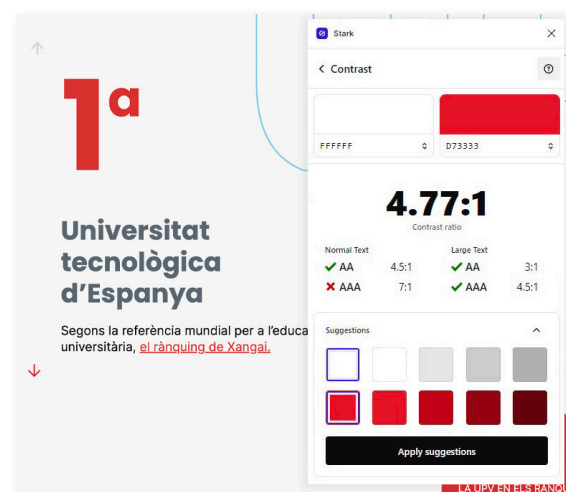 1ª
Universitat
tecnològica
d'Espanya
Segons la referència mundial per a l'educa
universitària, el rànquing de Xangai.
Stark
Contrast
FFFFFF
D73333
4.77:1
Contrast ratio
Normal Text
Large Text
AA 4.5:1
AA 3:1
AAA 7:1
AAA 4.5:1
Suggestions
Apply suggestions
LA UPV EN ELS RANQ